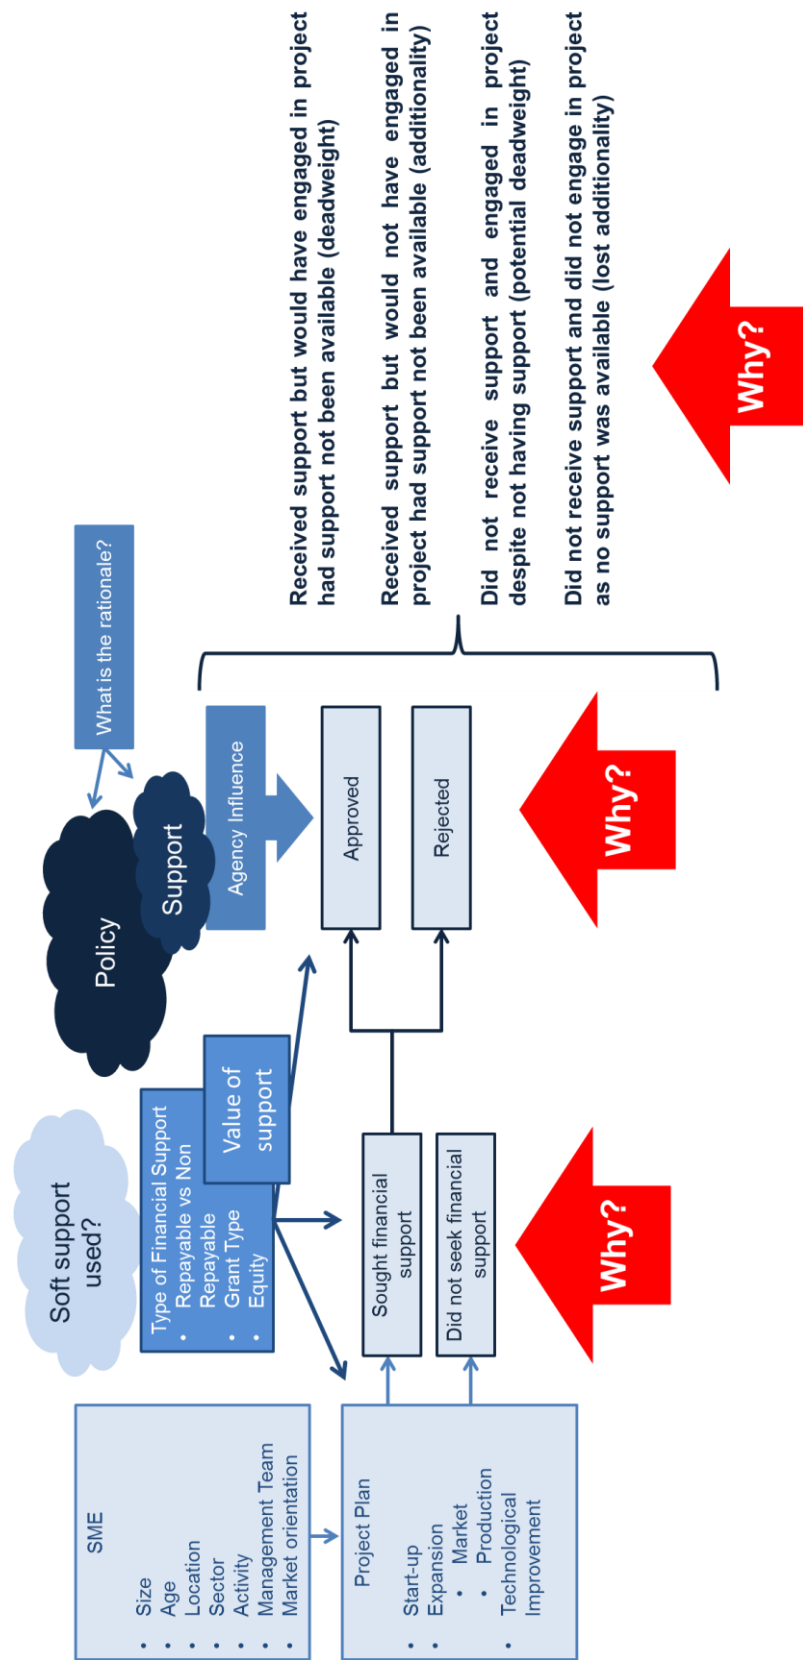 SME
• Size
• Age
• Location
• Sector
• Activity
• Management Team
• Market orientation
Project Plan
• Start-up
• Expansion
• Market
• Production
• Technological
Improvement
Soft support
used?
Type of Financial Support
• Repayable vs Non
Repayable
• Grant Type
• Equity
Value of
support
Sought financial
support
Did not seek financial
support
Why?
Policy
Support
What is the rationale?
Agency Influence
Approved
Rejected
Why?
Received support but would have engaged in project
had support not been available (deadweight)
Received support but would not have engaged in
project had support not been available (additionality)
Did not receive support and engaged in project
despite not having support (potential deadweight)
Did not receive support and did not engage in project
as no support was available (lost additionality)
Why?